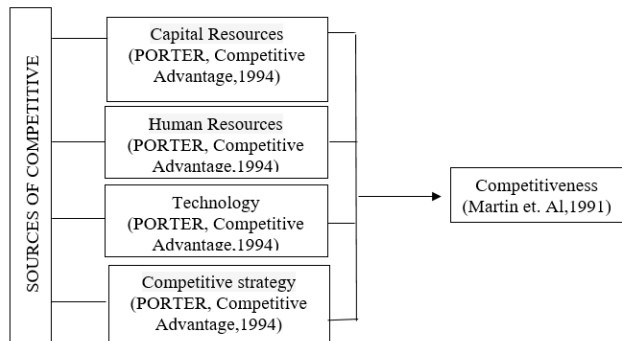 SOURCES OF COMPETITIVE
Capital Resources
(PORTER, Competitive
Advantage,1994)
Human Resources
(PORTER, Competitive
Advantage,1994)
Technology
(PORTER, Competitive
Advantage,1994)
Competitive strategy
(PORTER, Competitive
Advantage,1994)
Competitiveness
(Martin et. Al,1991)